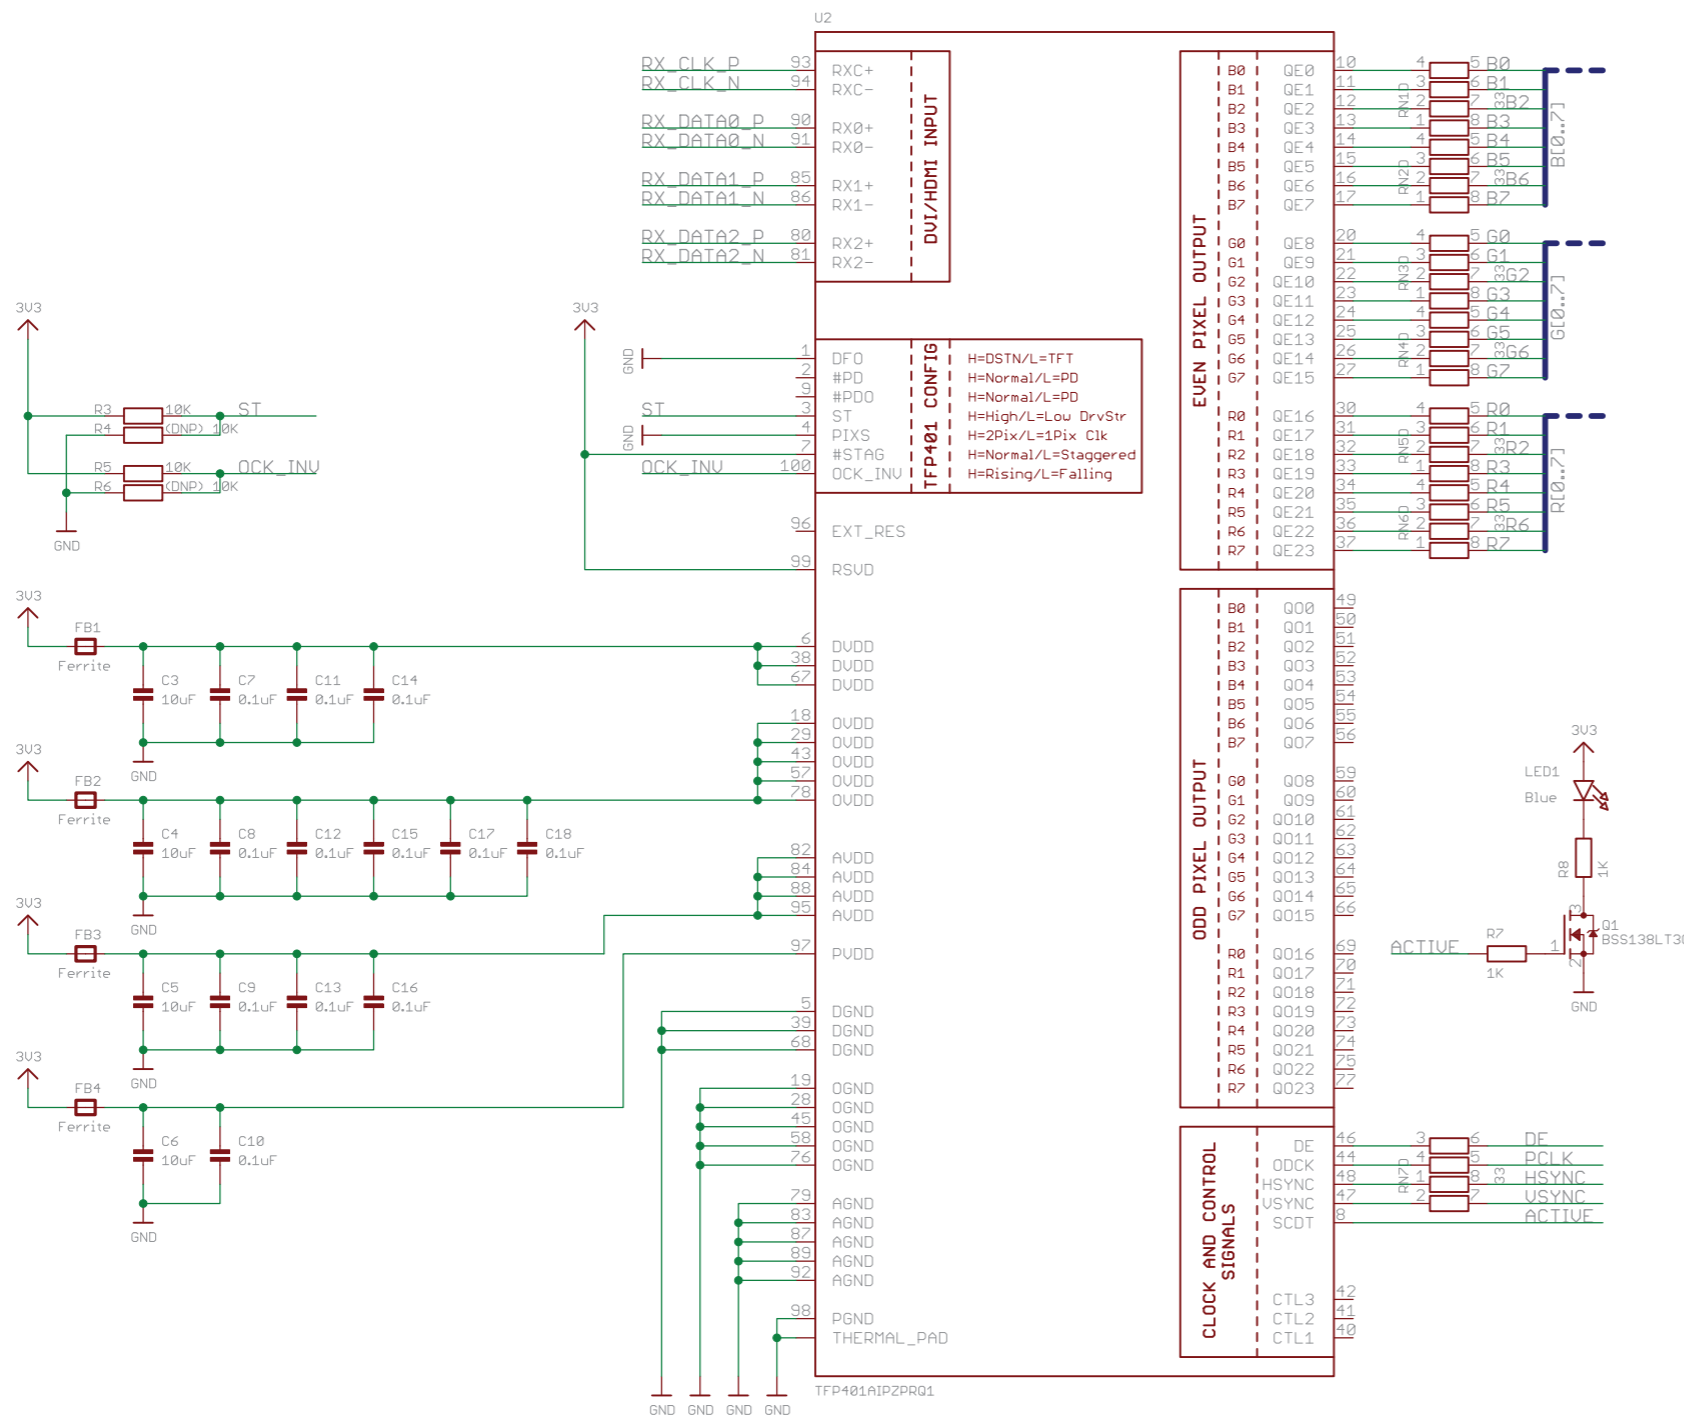 U2
RX_CLK_P 93 RXC+
RX_CLK_N 94 RXC-
RX_DATA0_P 90 RX0+
RX_DATA0_N 91 RX0-
RX_DATA1_P 85 RX1+
RX_DATA1_N 86 RX1-
RX_DATA2_P 80 RX2+
RX_DATA2_N 81 RX2-
DVI/HDMI INPUT
3V3
GND 1 DFO H=DSTN/L=TFT
2 #PD H=Normal/L=PD
9 #PDO H=Normal/L=PD
ST 3 ST H=High/L=Low DrvStr
GND 4 PIXS H=2Pix/L=1Pix Clk
7 #STAG H=Normal/L=Staggered
OCK_INV 100 OCK_INV H=Rising/L=Falling
TFP401 CONFIG
96 EXT_RES
99 RSVD
3V3
R3 10K ST
R4 (DNP) 10K
R5 10K OCK_INV
R6 (DNP) 10K
GND
3V3
FB1
Ferrite
C3 10uF
C7 0.1uF
C11 0.1uF
C14 0.1uF
GND
6 DVDD
38 DVDD
67 DVDD
3V3
FB2
Ferrite
C4 10uF
C8 0.1uF
C12 0.1uF
C15 0.1uF
C17 0.1uF
C18 0.1uF
GND
18 OVDD
29 OVDD
43 OVDD
57 OVDD
78 OVDD
3V3
FB3
Ferrite
C5 10uF
C9 0.1uF
C13 0.1uF
C16 0.1uF
GND
82 AVDD
84 AVDD
88 AVDD
95 AVDD
3V3
FB4
Ferrite
C6 10uF
C10 0.1uF
GND
97 PVDD
5 DGND
39 DGND
68 DGND
19 OGND
28 OGND
45 OGND
58 OGND
76 OGND
79 AGND
83 AGND
87 AGND
89 AGND
92 AGND
98 PGND
THERMAL_PAD
GND GND GND GND
TFP401AIPZPRQ1
EVEN PIXEL OUTPUT
B0 QE0 10 4 5 B0
B1 QE1 11 3 6 B1
B2 QE2 12 2 7 B2
B3 QE3 13 1 8 B3
RN1D 33
B4 QE4 14 4 5 B4
B5 QE5 15 3 6 B5
B6 QE6 16 2 7 B6
B7 QE7 17 1 8 B7
RN2D 33
B[0..7]
G0 QE8 20 4 5 G0
G1 QE9 21 3 6 G1
G2 QE10 22 2 7 G2
G3 QE11 23 1 8 G3
RN3D 33
G4 QE12 24 4 5 G4
G5 QE13 25 3 6 G5
G6 QE14 26 2 7 G6
G7 QE15 27 1 8 G7
RN4D 33
G[0..7]
R0 QE16 30 4 5 R0
R1 QE17 31 3 6 R1
R2 QE18 32 2 7 R2
R3 QE19 33 1 8 R3
RN5D 33
R4 QE20 34 4 5 R4
R5 QE21 35 3 6 R5
R6 QE22 36 2 7 R6
R7 QE23 37 1 8 R7
RN6D 33
R[0..7]
ODD PIXEL OUTPUT
B0 QO0 49
B1 QO1 50
B2 QO2 51
B3 QO3 52
B4 QO4 53
B5 QO5 54
B6 QO6 55
B7 QO7 56
G0 QO8 59
G1 QO9 60
G2 QO10 61
G3 QO11 62
G4 QO12 63
G5 QO13 64
G6 QO14 65
G7 QO15 66
R0 QO16 69
R1 QO17 70
R2 QO18 71
R3 QO19 72
R4 QO20 73
R5 QO21 74
R6 QO22 75
R7 QO23 77
CLOCK AND CONTROL
SIGNALS
DE 46 3 6 DE
ODCK 44 4 5 PCLK
HSYNC 48 1 8 HSYNC
VSYNC 47 2 7 VSYNC
RN7D 33
SCDT 8 ACTIVE
CTL3 42
CTL2 41
CTL1 40
3V3
LED1
Blue
R8 1K
ACTIVE
R7
1K
1 3 2
Q1
BSS138LT3G
GND